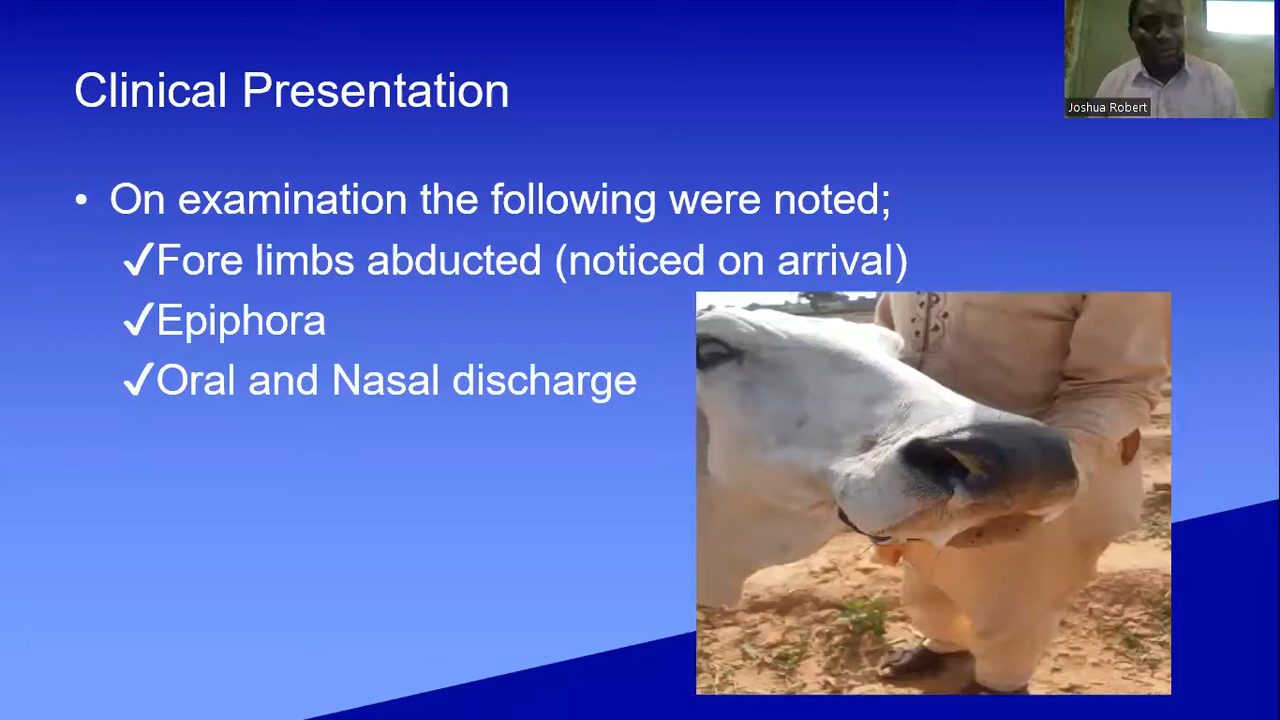 Clinical Presentation
Joshua Robert
• On examination the following were noted;
✓Fore limbs abducted (noticed on arrival)
✓Epiphora
✓Oral and Nasal discharge